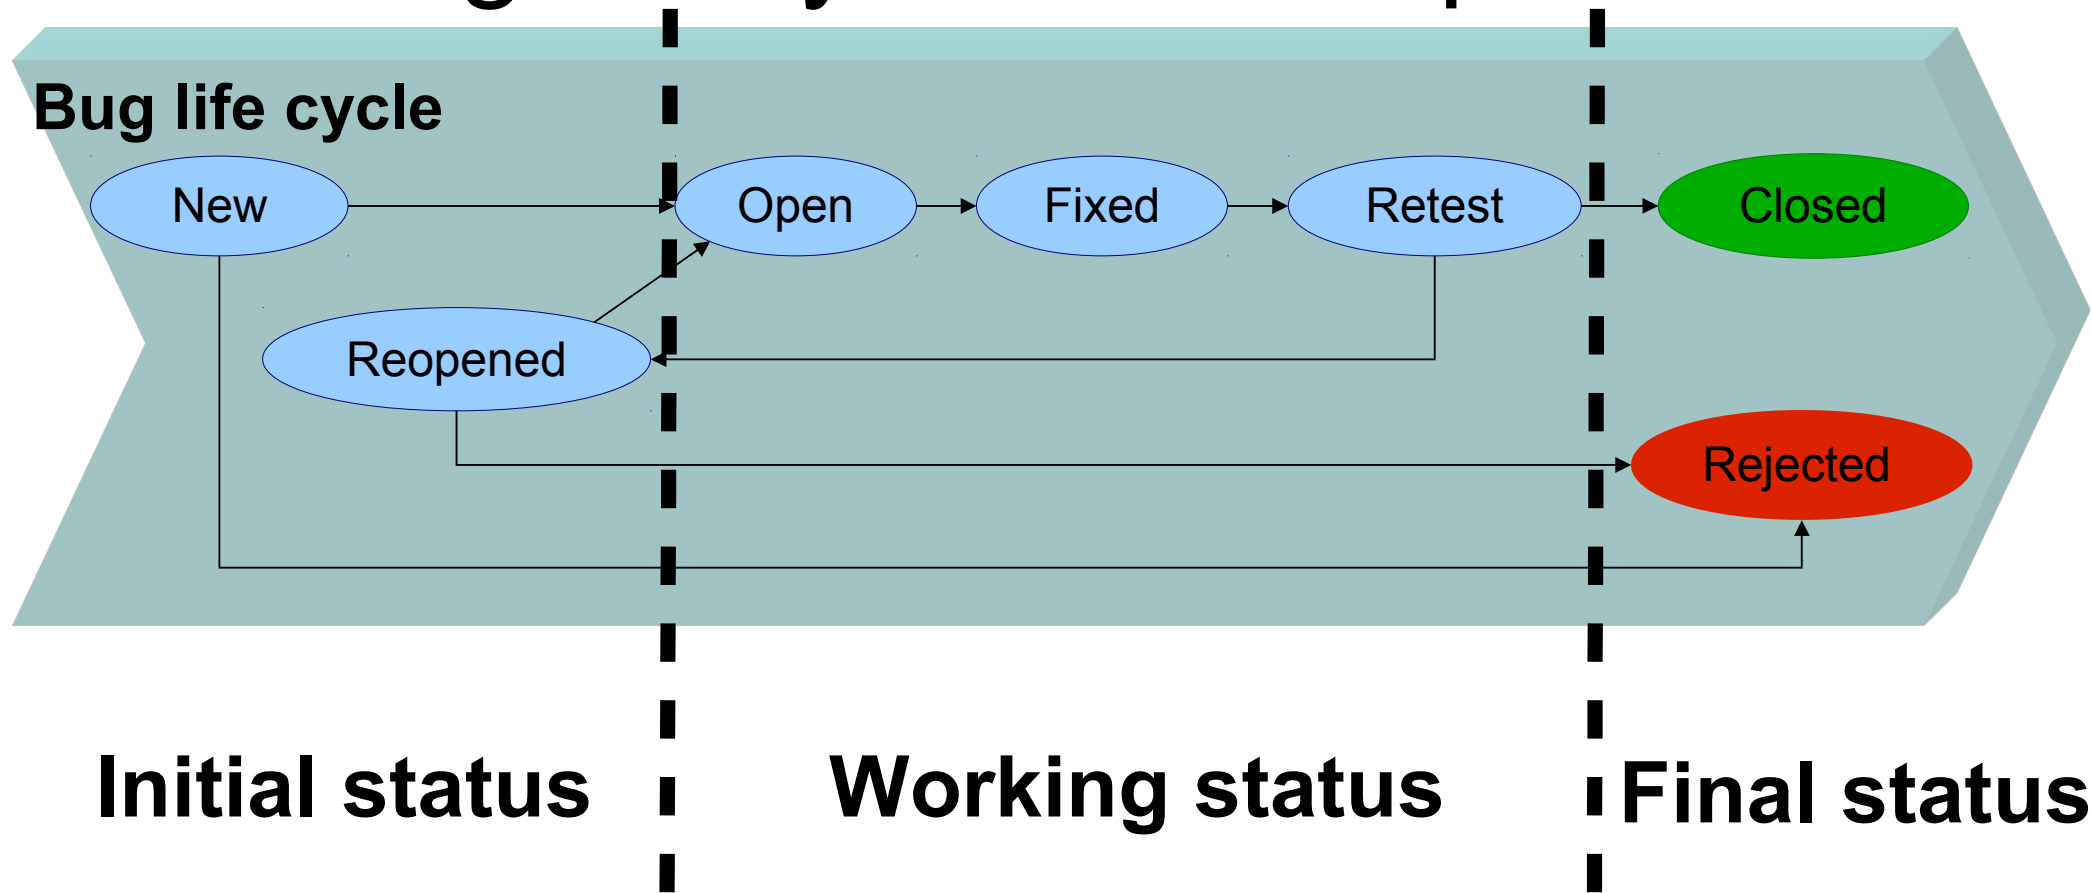 Bug life cycle
New
Open
Fixed
Retest
Closed
Reopened
Rejected
Initial status
Working status
Final status